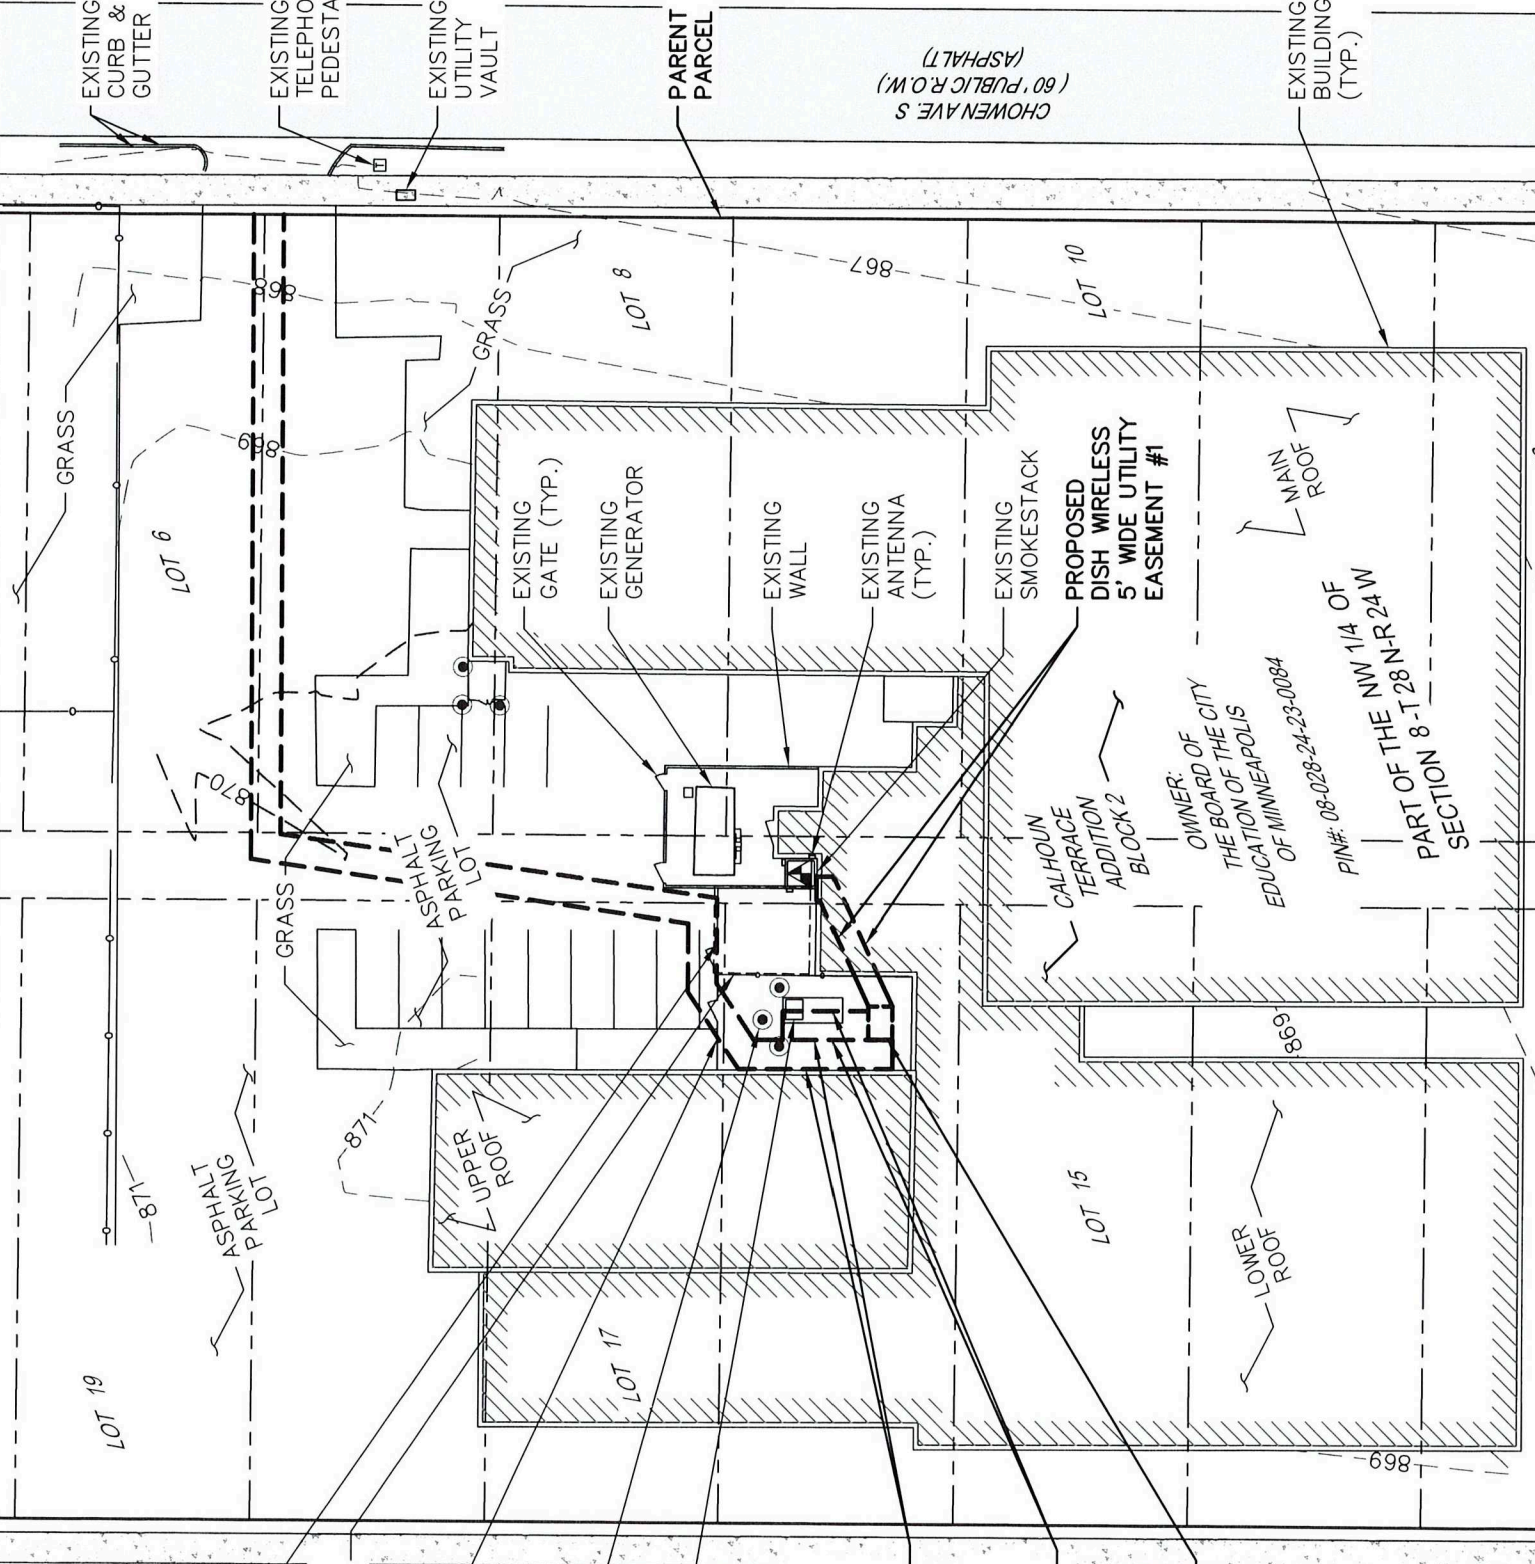 EXISTING
CURB &
GUTTER
EXISTING
UTILITY
VAULT
EXISTING
PARENT
PARCEL
CHOWEN AVE. S
(60' PUBLIC R.O.W.)
(ASPHALT)
EXISTING
BUILDING
(TYP.)
T
GRASS
868
GRASS
LOT 8
867
LOT 10
869
LOT 6
EXISTING
GATE (TYP.)
EXISTING
GENERATOR
EXISTING
WALL
EXISTING
ANTENNA
(TYP.)
EXISTING
SMOKESTACK
PROPOSED
DISH WIRELESS
5' WIDE UTILITY
EASEMENT #1
MAIN
ROOF
870
ASPHALT
PARKING
LOT
GRASS
CALHOUN
TERRACE
ADDITION
BLOCK 2
OWNER:
THE BOARD OF THE CITY
EDUCATION OF
OF MINNEAPOLIS
PIN#: 08-028-24-23-0084
PART OF THE NW 1/4 OF
SECTION 8-T 28 N-R 24 W
869
871
871
ASPHALT
PARKING
LOT
UPPER
ROOF
LOT 15
LOWER
ROOF
LOT 17
LOT 19
869